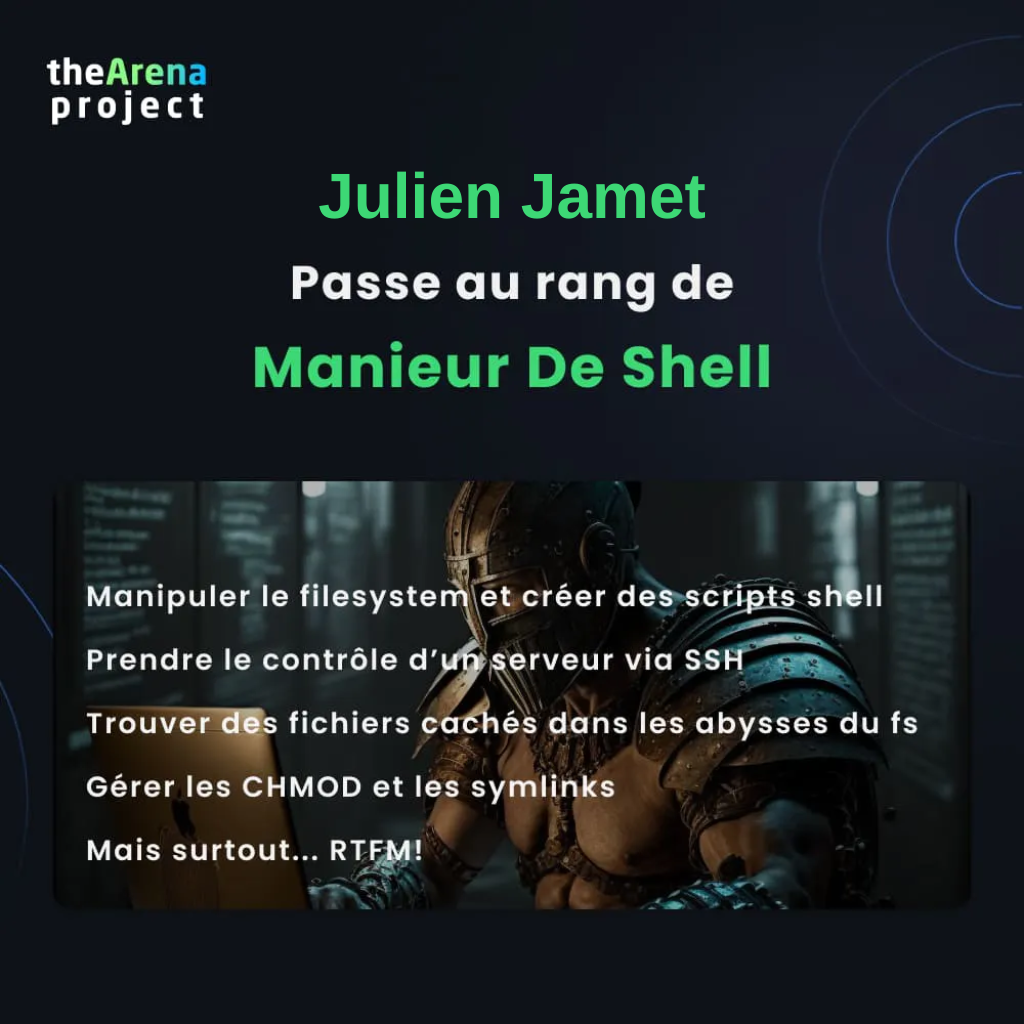 theArena
project
Julien Jamet
Passe au rang de
Manieur De Shell
Manipuler le filesystem et créer des scripts shell
Prendre le contrôle d’un serveur via SSH
Trouver des fichiers cachés dans les abysses du fs
Gérer les CHMOD et les symlinks
Mais surtout... RTFM!